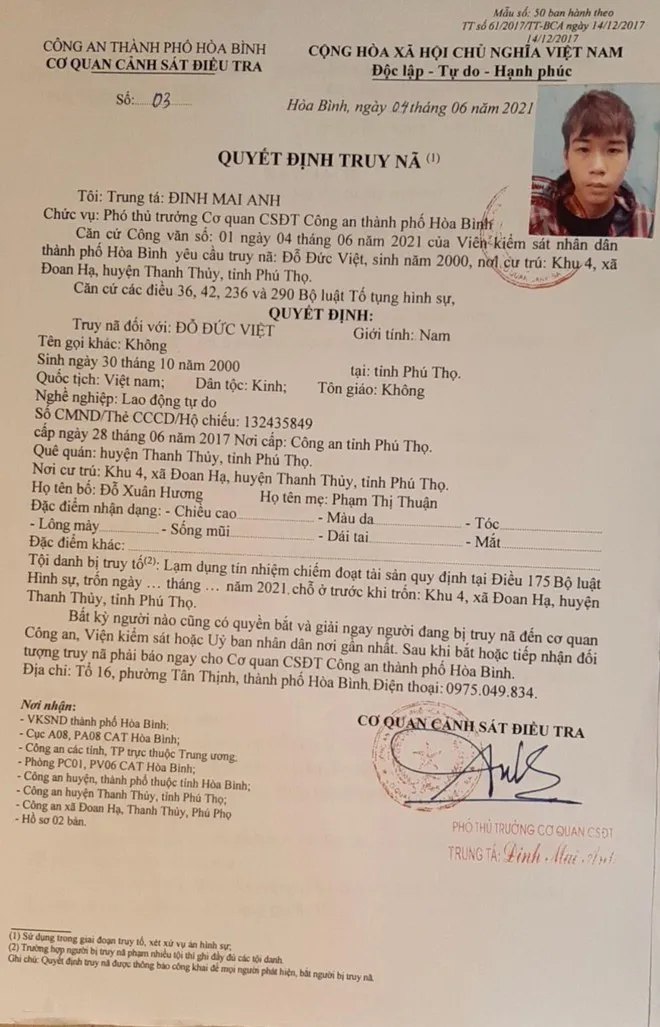 Mẫu số: 50 ban hành theo
TT số 61/2017/TT-BCA ngày 14/12/2017
14/12/2017
CÔNG AN THÀNH PHỐ HÒA BÌNH
CƠ QUAN CẢNH SÁT ĐIỀU TRA
CỘNG HÒA XÃ HỘI CHỦ NGHĨA VIỆT NAM
Độc lập - Tự do - Hạnh phúc
Số: 03
Hòa Bình, ngày 04 tháng 06 năm 2021
QUYẾT ĐỊNH TRUY NÃ (1)
Tôi: Trung tá: ĐINH MAI ANH
Chức vụ: Phó thủ trưởng Cơ quan CSĐT Công an thành phố Hòa Bình
Căn cứ Công văn số: 01 ngày 04 tháng 06 năm 2021 của Viện kiểm sát nhân dân
thành phố Hòa Bình yêu cầu truy nã: Đỗ Đức Việt, sinh năm 2000, nơi cư trú: Khu 4, xã
Đoan Hạ, huyện Thanh Thủy, tỉnh Phú Thọ.
Căn cứ các điều 36, 42, 236 và 290 Bộ luật Tố tụng hình sự,
QUYẾT ĐỊNH:
Truy nã đối với: ĐỖ ĐỨC VIỆT Giới tính: Nam
Tên gọi khác: Không
Sinh ngày 30 tháng 10 năm 2000 tại: tỉnh Phú Thọ.
Quốc tịch: Việt nam; Dân tộc: Kinh; Tôn giáo: Không
Nghề nghiệp: Lao động tự do
Số CMND/Thẻ CCCD/Hộ chiếu: 132435849
cấp ngày 28 tháng 06 năm 2017 Nơi cấp: Công an tỉnh Phú Thọ.
Quê quán: huyện Thanh Thủy, tỉnh Phú Thọ.
Nơi cư trú: Khu 4, xã Đoan Hạ, huyện Thanh Thủy, tỉnh Phú Thọ.
Họ tên bố: Đỗ Xuân Hương Họ tên mẹ: Phạm Thị Thuận
Đặc điểm nhận dạng: - Chiều cao - Màu da - Tóc
- Lông mày - Sống mũi - Dái tai - Mắt
Đặc điểm khác:
Tội danh bị truy tố(2): Lạm dụng tín nhiệm chiếm đoạt tài sản quy định tại Điều 175 Bộ luật
Hình sự, trốn ngày … tháng … năm 2021, chỗ ở trước khi trốn: Khu 4, xã Đoan Hạ, huyện
Thanh Thủy, tỉnh Phú Thọ.
Bất kỳ người nào cũng có quyền bắt và giải ngay người đang bị truy nã đến cơ quan
Công an, Viện kiểm sát hoặc Uỷ ban nhân dân nơi gần nhất. Sau khi bắt hoặc tiếp nhận đối
tượng truy nã phải báo ngay cho Cơ quan CSĐT Công an thành phố Hòa Bình.
Địa chỉ: Tổ 16, phường Tân Thịnh, thành phố Hòa Bình. Điện thoại: 0975.049.834.
Nơi nhận:
- VKSND thành phố Hòa Bình;
- Cục A08, PA08 CAT Hòa Bình;
- Công an các tỉnh, TP trực thuộc Trung ương.
- Phòng PC01, PV06 CAT Hòa Bình;
- Công an huyện, thành phố thuộc tỉnh Hòa Bình;
- Công an huyện Thanh Thủy, tỉnh Phú Thọ;
- Công an xã Đoan Hạ, Thanh Thủy, Phú Phọ
- Hồ sơ 02 bản.
CƠ QUAN CẢNH SÁT ĐIỀU TRA
PHÓ THỦ TRƯỞNG CƠ QUAN CSĐT
TRUNG TÁ: Đinh Mai Anh
(1) Sử dụng trong giai đoạn truy tố, xét xử vụ án hình sự;
(2) Trường hợp người bị truy nã phạm nhiều tội thì ghi đầy đủ các tội danh.
Ghi chú: Quyết định truy nã được thông báo công khai để mọi người phát hiện, bắt người bị truy nã.